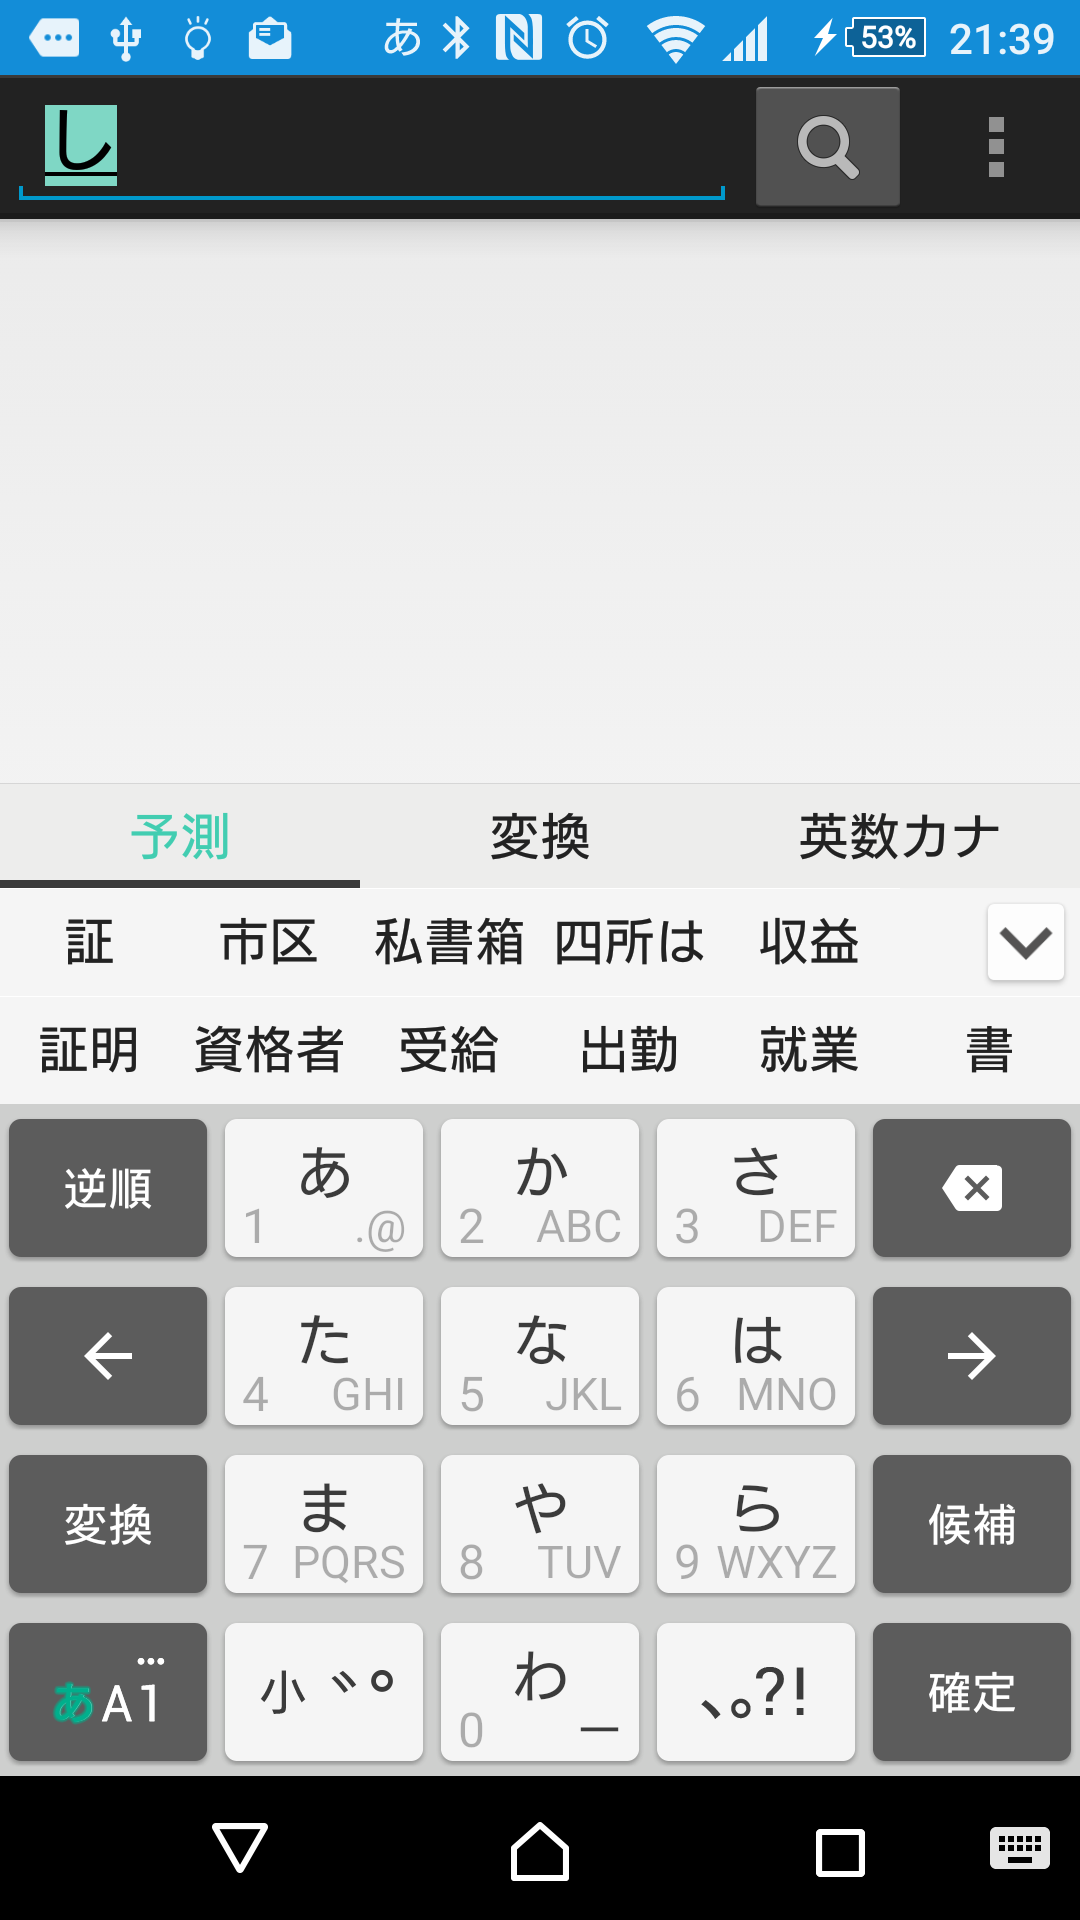 あ 53% 21:39
し
予測 変換 英数カナ
証 市区 私書箱 四所は 収益
証明 資格者 受給 出勤 就業 書
逆順 あ 1 .@ か 2 ABC さ 3 DEF
た 4 GHI な 5 JKL は 6 MNO
変換 ま 7 PQRS や 8 TUV ら 9 WXYZ 候補
あA1 小 ゛゜ わ 0 ー 、。?! 確定